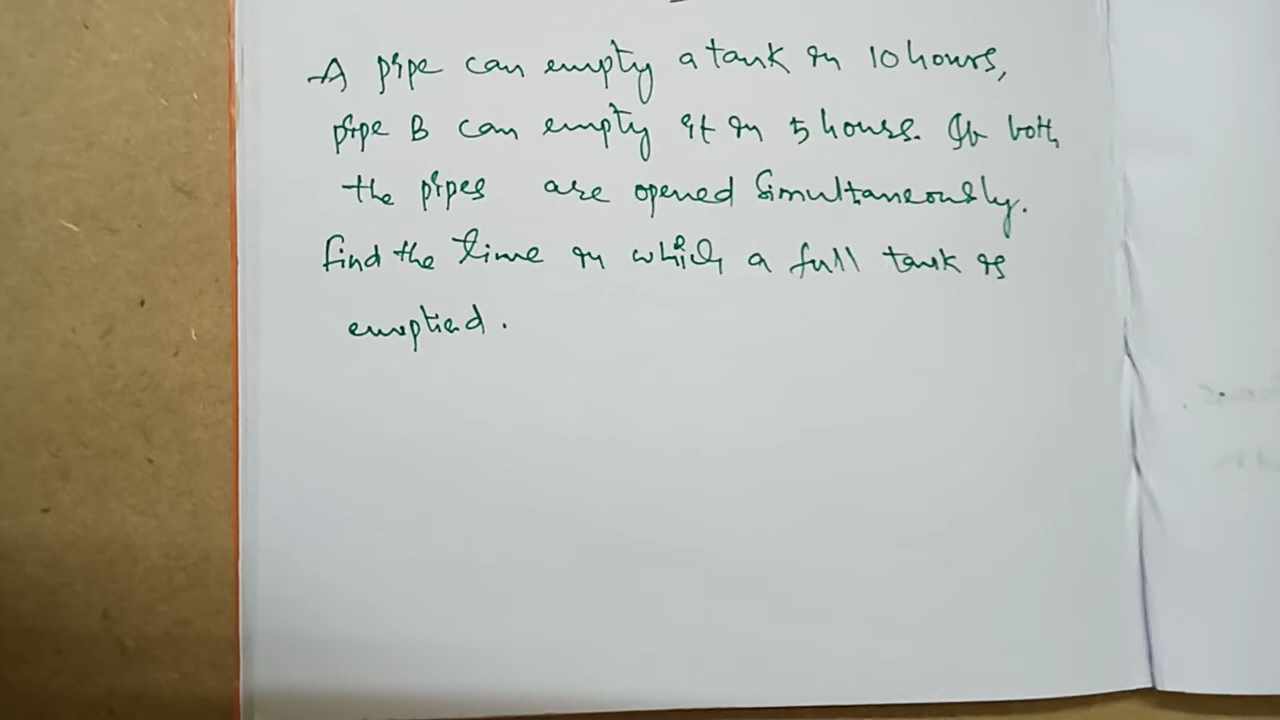 A pipe can empty a tank in 10 hours,
pipe B can empty it in 5 hours. If both
the pipes are opened simultaneously.
find the time in which a full tank is
emptied.